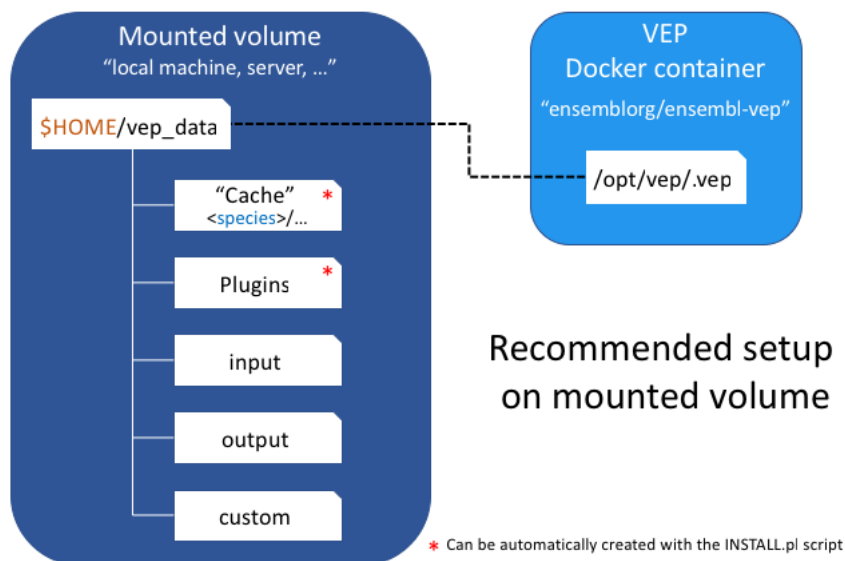 Mounted volume
“local machine, server, …”
$HOME/vep_data
“Cache” *
<species>/…
Plugins *
input
output
custom
VEP
Docker container
“ensemblorg/ensembl-vep”
/opt/vep/.vep
Recommended setup
on mounted volume
* Can be automatically created with the INSTALL.pl script